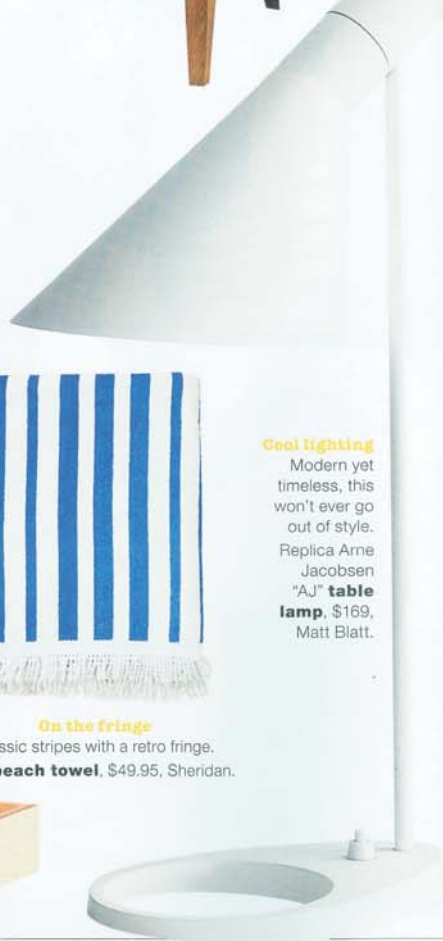 Cool lighting
Modern yet
timeless, this
won't ever go
out of style.
Replica Arne
Jacobsen
"AJ" table
lamp, $169,
Matt Blatt.
On the fringe
ssic stripes with a retro fringe.
beach towel, $49.95, Sheridan.